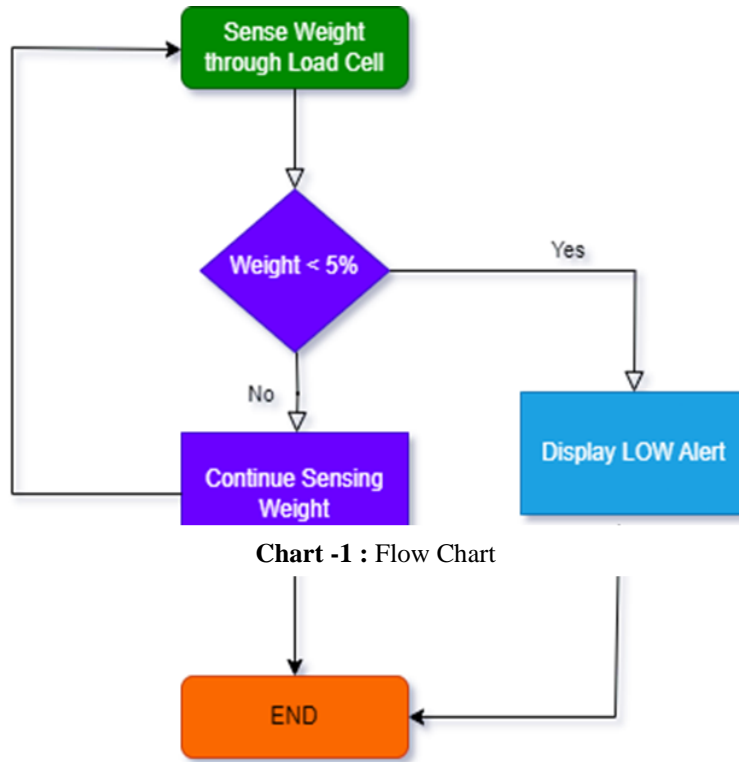 Sense Weight
through Load Cell
Weight < 5%
Yes
No
Continue Sensing
Weight
Display LOW Alert
Chart -1 : Flow Chart
END